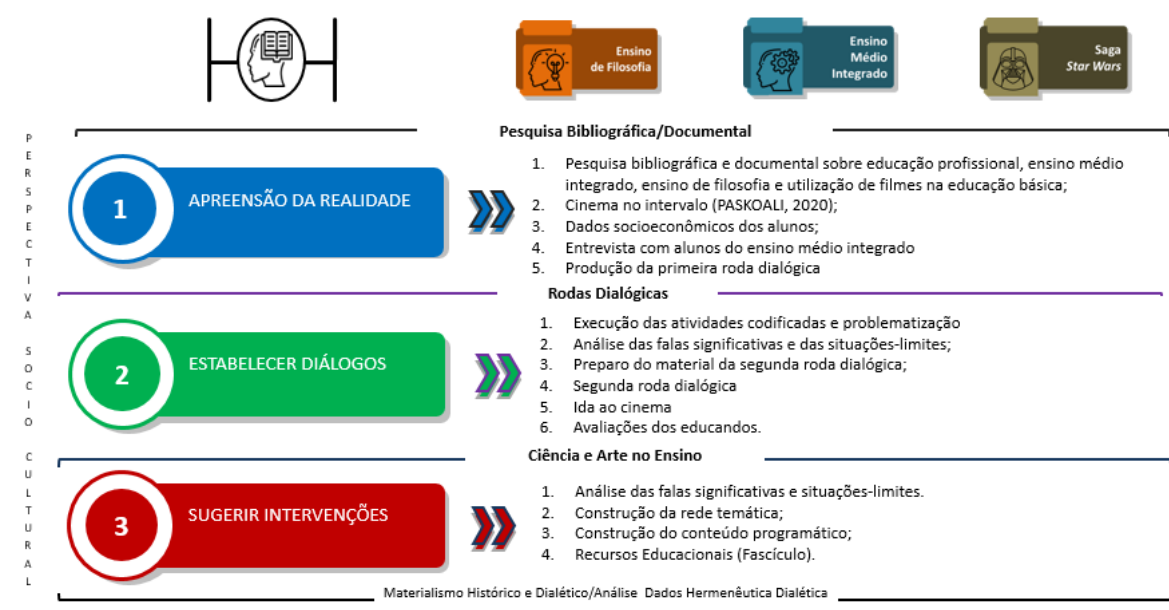 Ensino
de Filosofia
Ensino
Médio
Integrado
Saga
Star Wars
PERSPECTIVA SOCIO CULTURAL
Pesquisa Bibliográfica/Documental
1
APREENSÃO DA REALIDADE
1. Pesquisa bibliográfica e documental sobre educação profissional, ensino médio
integrado, ensino de filosofia e utilização de filmes na educação básica;
2. Cinema no intervalo (PASKOALI, 2020);
3. Dados socioeconômicos dos alunos;
4. Entrevista com alunos do ensino médio integrado
5. Produção da primeira roda dialógica
Rodas Dialógicas
2
ESTABELECER DIÁLOGOS
1. Execução das atividades codificadas e problematização
2. Análise das falas significativas e das situações-limites;
3. Preparo do material da segunda roda dialógica;
4. Segunda roda dialógica
5. Ida ao cinema
6. Avaliações dos educandos.
Ciência e Arte no Ensino
3
SUGERIR INTERVENÇÕES
1. Análise das falas significativas e situações-limites.
2. Construção da rede temática;
3. Construção do conteúdo programático;
4. Recursos Educacionais (Fascículo).
Materialismo Histórico e Dialético/Análise Dados Hermenêutica Dialética